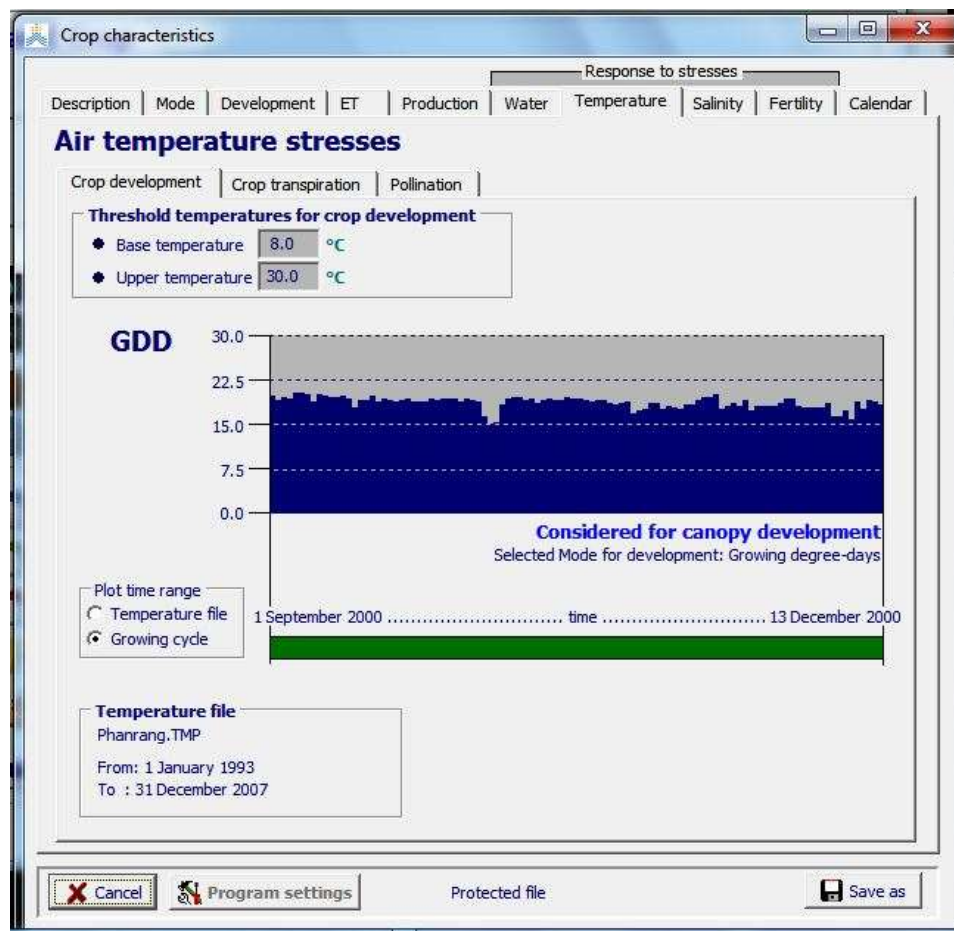 Crop characteristics
Response to stresses
Description Mode Development ET Production Water Temperature Salinity Fertility Calendar
Air temperature stresses
Crop development Crop transpiration Pollination
Threshold temperatures for crop development
Base temperature 8.0 °C
Upper temperature 30.0 °C
GDD
30.0
22.5
15.0
7.5
0.0
Considered for canopy development
Selected Mode for development: Growing degree-days
Plot time range
Temperature file
Growing cycle
1 September 2000 ............................ time .......................... 13 December 2000
Temperature file
Phanrang.TMP
From: 1 January 1993
To : 31 December 2007
Cancel Program settings Protected file Save as